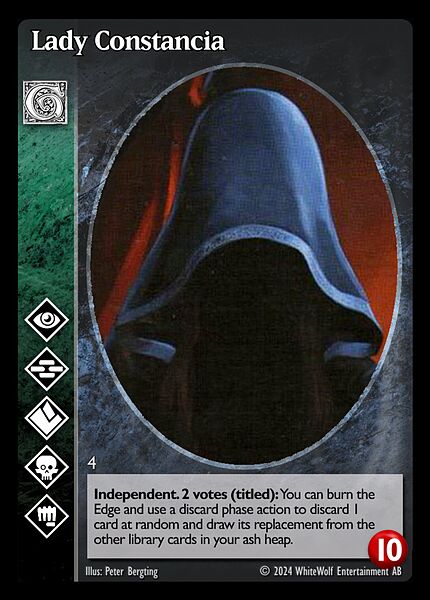 Lady Constancia
4
Independent. 2 votes (titled): You can burn the
Edge and use a discard phase action to discard 1
card at random and draw its replacement from the
other library cards in your ash heap.
10
Illus: Peter Bergting © 2024 WhiteWolf Entertainment AB